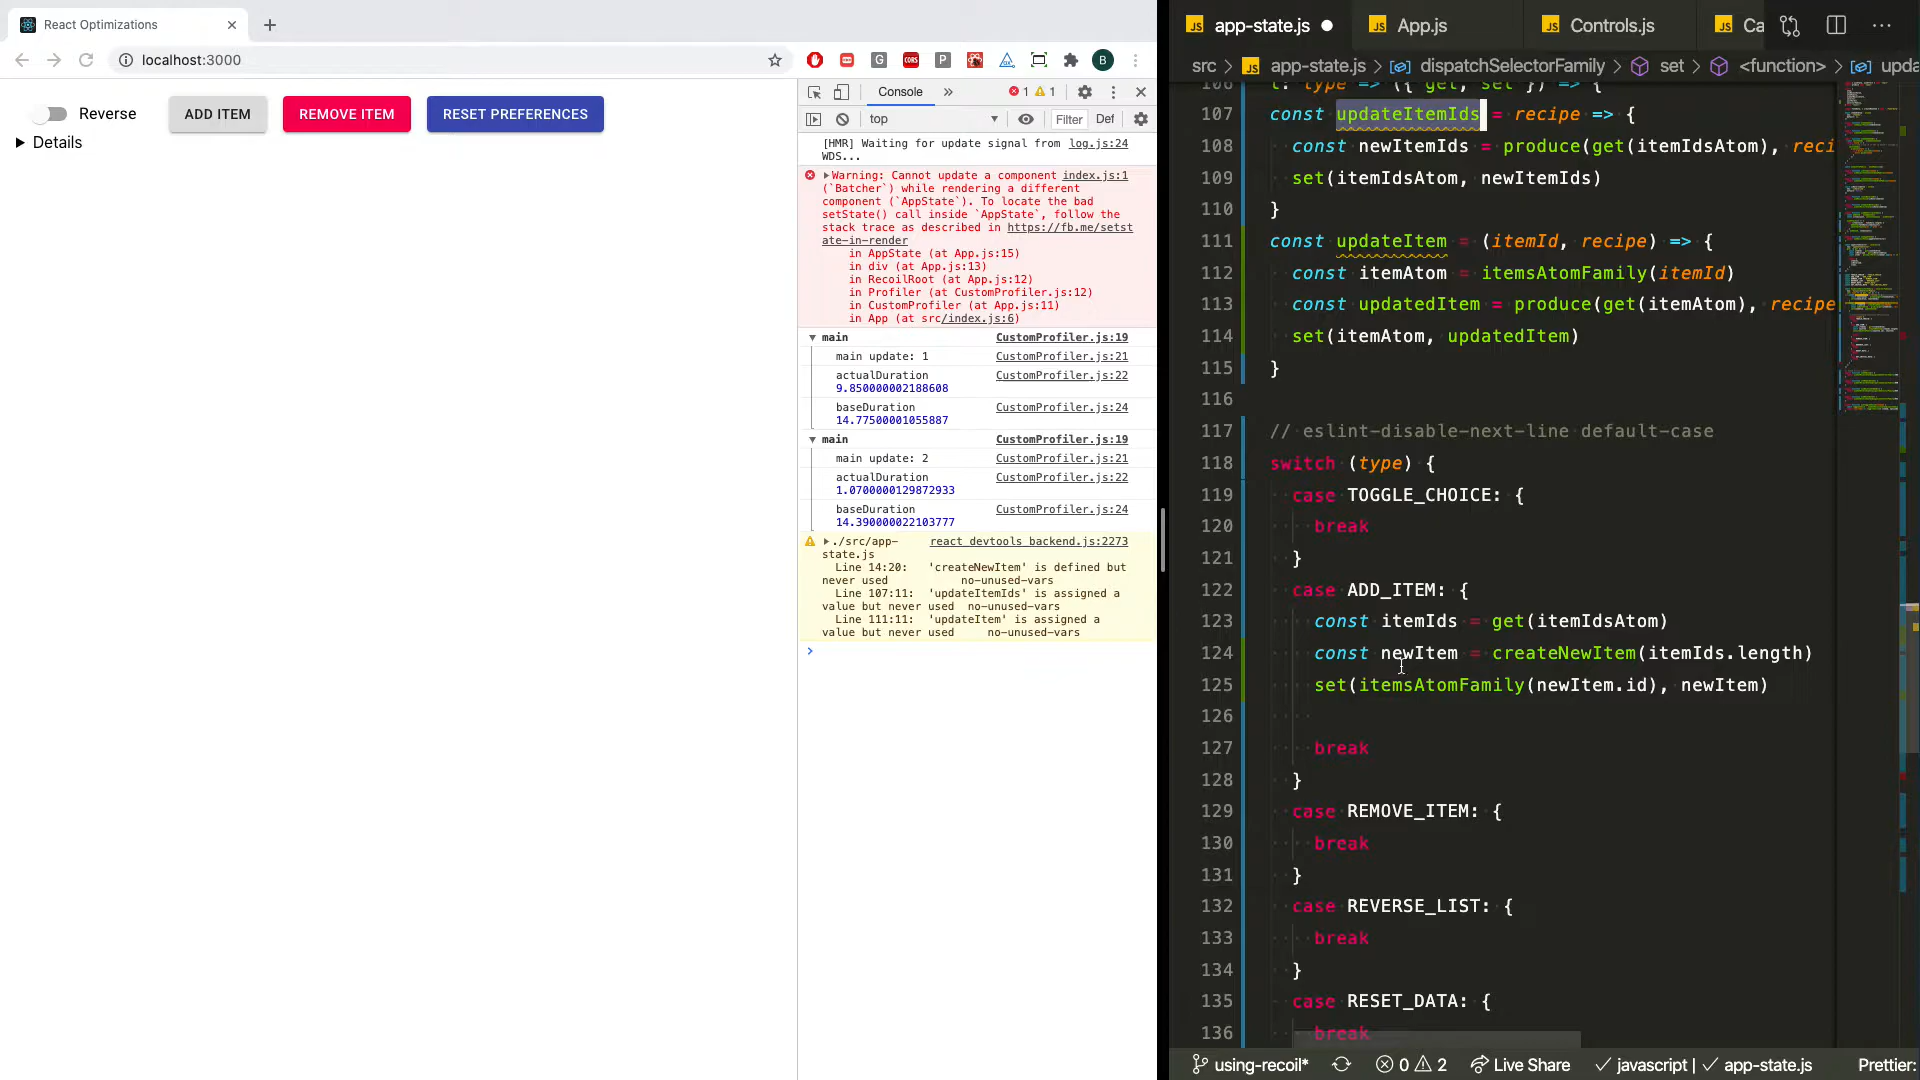 React Optimizations
localhost:3000
Reverse
ADD ITEM
REMOVE ITEM
RESET PREFERENCES
Details
Console
1
1
top
Filter
Def
[HMR] Waiting for update signal from log.js:24
WDS...
Warning: Cannot update a component index.js:1
(`Batcher`) while rendering a different
component (`AppState`). To locate the bad
setState() call inside `AppState`, follow the
stack trace as described in https://fb.me/setst
ate-in-render
in AppState (at App.js:15)
in div (at App.js:13)
in RecoilRoot (at App.js:12)
in Profiler (at CustomProfiler.js:12)
in CustomProfiler (at App.js:11)
in App (at src/index.js:6)
main CustomProfiler.js:19
main update: 1 CustomProfiler.js:21
actualDuration CustomProfiler.js:22
9.850000002188608
baseDuration CustomProfiler.js:24
14.77500001055887
main CustomProfiler.js:19
main update: 2 CustomProfiler.js:21
actualDuration CustomProfiler.js:22
1.0700000129872933
baseDuration CustomProfiler.js:24
14.390000022103777
./src/app- react_devtools_backend.js:2273
state.js
Line 14:20: 'createNewItem' is defined but
never used no-unused-vars
Line 107:11: 'updateItemIds' is assigned a
value but never used no-unused-vars
Line 111:11: 'updateItem' is assigned a
value but never used no-unused-vars
app-state.js
App.js
Controls.js
Ca
src > app-state.js > dispatchSelectorFamily > set > <function> > upda
107 const updateItemIds = recipe => {
108 const newItemIds = produce(get(itemIdsAtom), reci
109 set(itemIdsAtom, newItemIds)
110 }
111 const updateItem = (itemId, recipe) => {
112 const itemAtom = itemsAtomFamily(itemId)
113 const updatedItem = produce(get(itemAtom), recipe
114 set(itemAtom, updatedItem)
115 }
116
117 // eslint-disable-next-line default-case
118 switch (type) {
119 case TOGGLE_CHOICE: {
120 break
121 }
122 case ADD_ITEM: {
123 const itemIds = get(itemIdsAtom)
124 const newItem = createNewItem(itemIds.length)
125 set(itemsAtomFamily(newItem.id), newItem)
126
127 break
128 }
129 case REMOVE_ITEM: {
130 break
131 }
132 case REVERSE_LIST: {
133 break
134 }
135 case RESET_DATA: {
136 break
using-recoil*
0
2
Live Share
javascript |
app-state.js
Prettier: